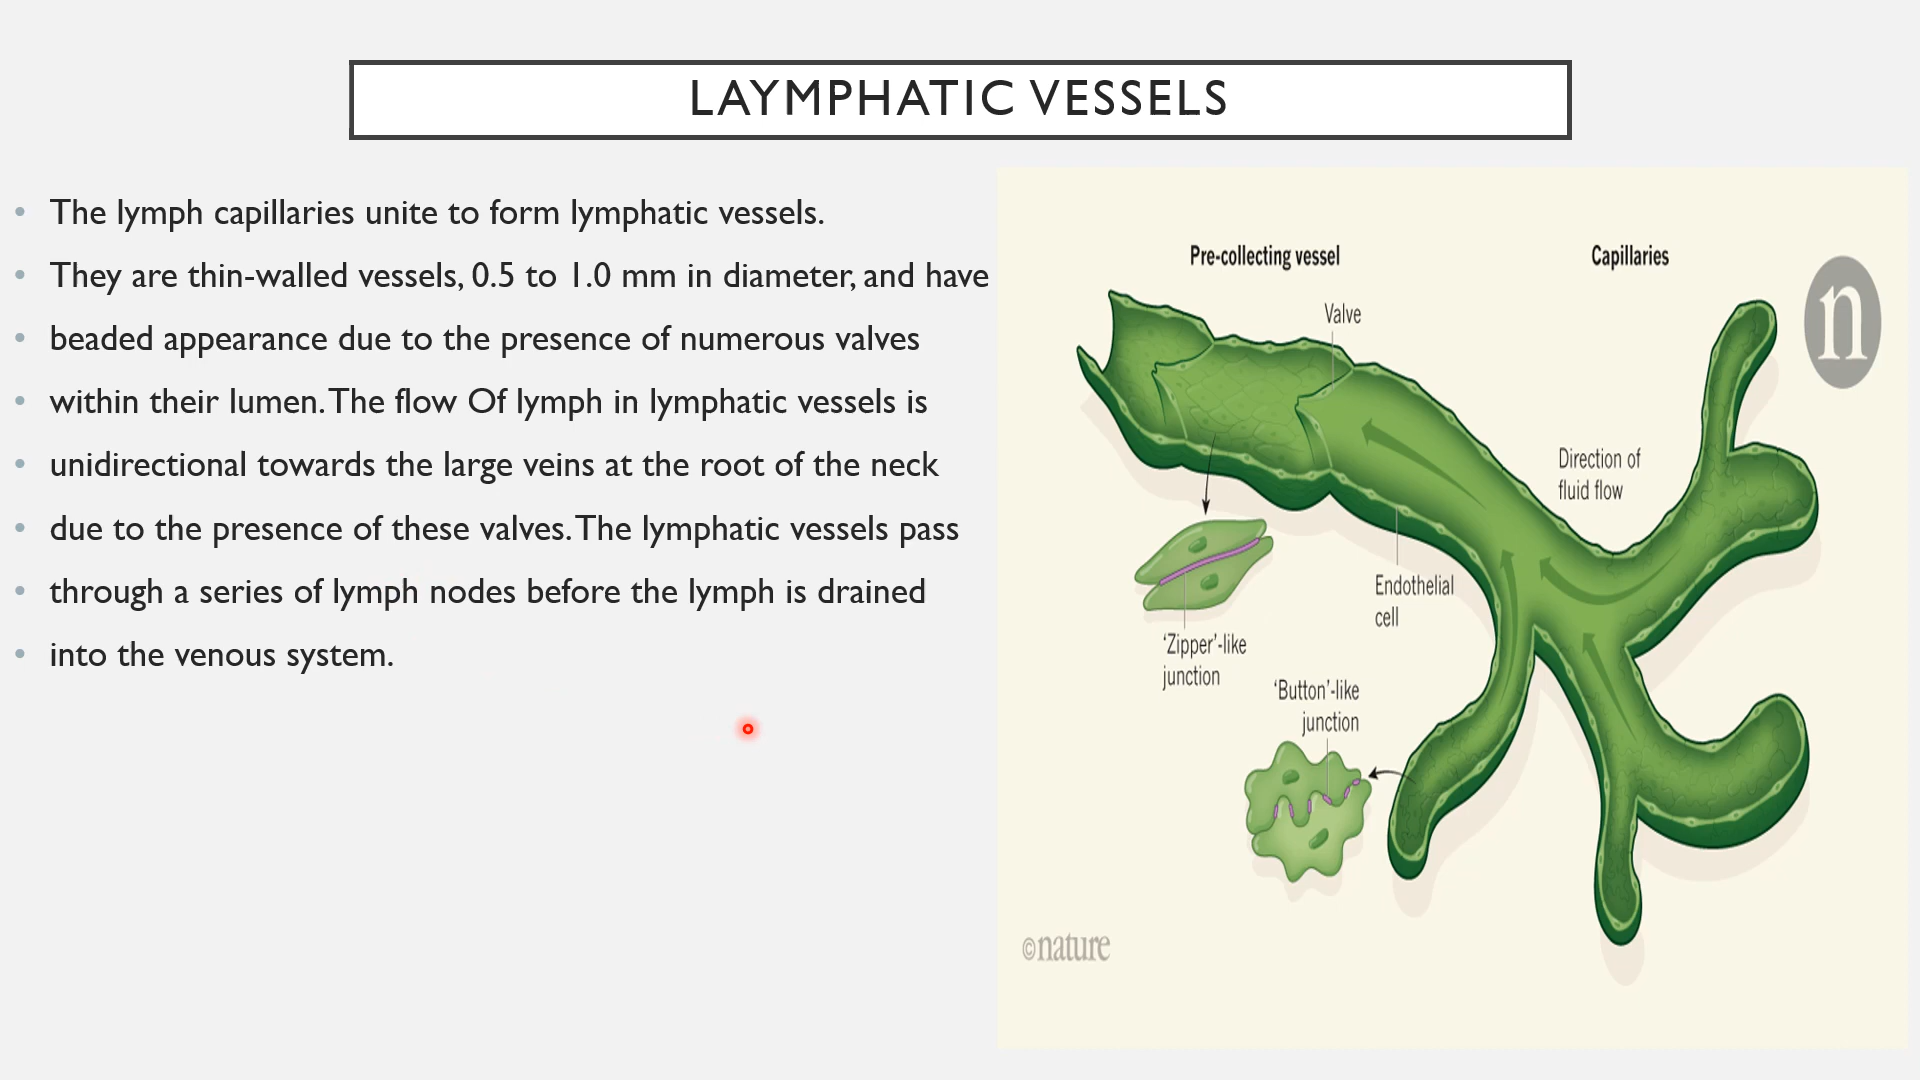 LAYMPHATIC VESSELS
• The lymph capillaries unite to form lymphatic vessels.
• They are thin-walled vessels, 0.5 to 1.0 mm in diameter, and have
• beaded appearance due to the presence of numerous valves
• within their lumen. The flow Of lymph in lymphatic vessels is
• unidirectional towards the large veins at the root of the neck
• due to the presence of these valves. The lymphatic vessels pass
• through a series of lymph nodes before the lymph is drained
• into the venous system.
Pre-collecting vessel
Capillaries
n
Valve
Direction of
fluid flow
Endothelial
cell
‘Zipper’-like
junction
‘Button’-like
junction
©nature